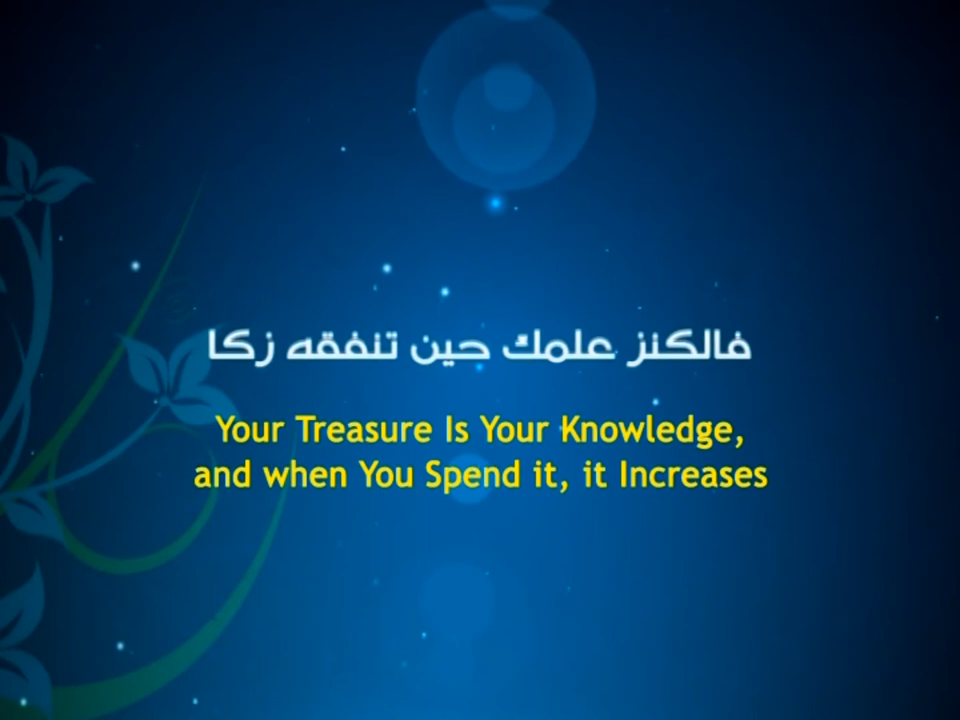 فالكنز علمك حين تنفقه زكا
Your Treasure Is Your Knowledge,
and when You Spend it, it Increases